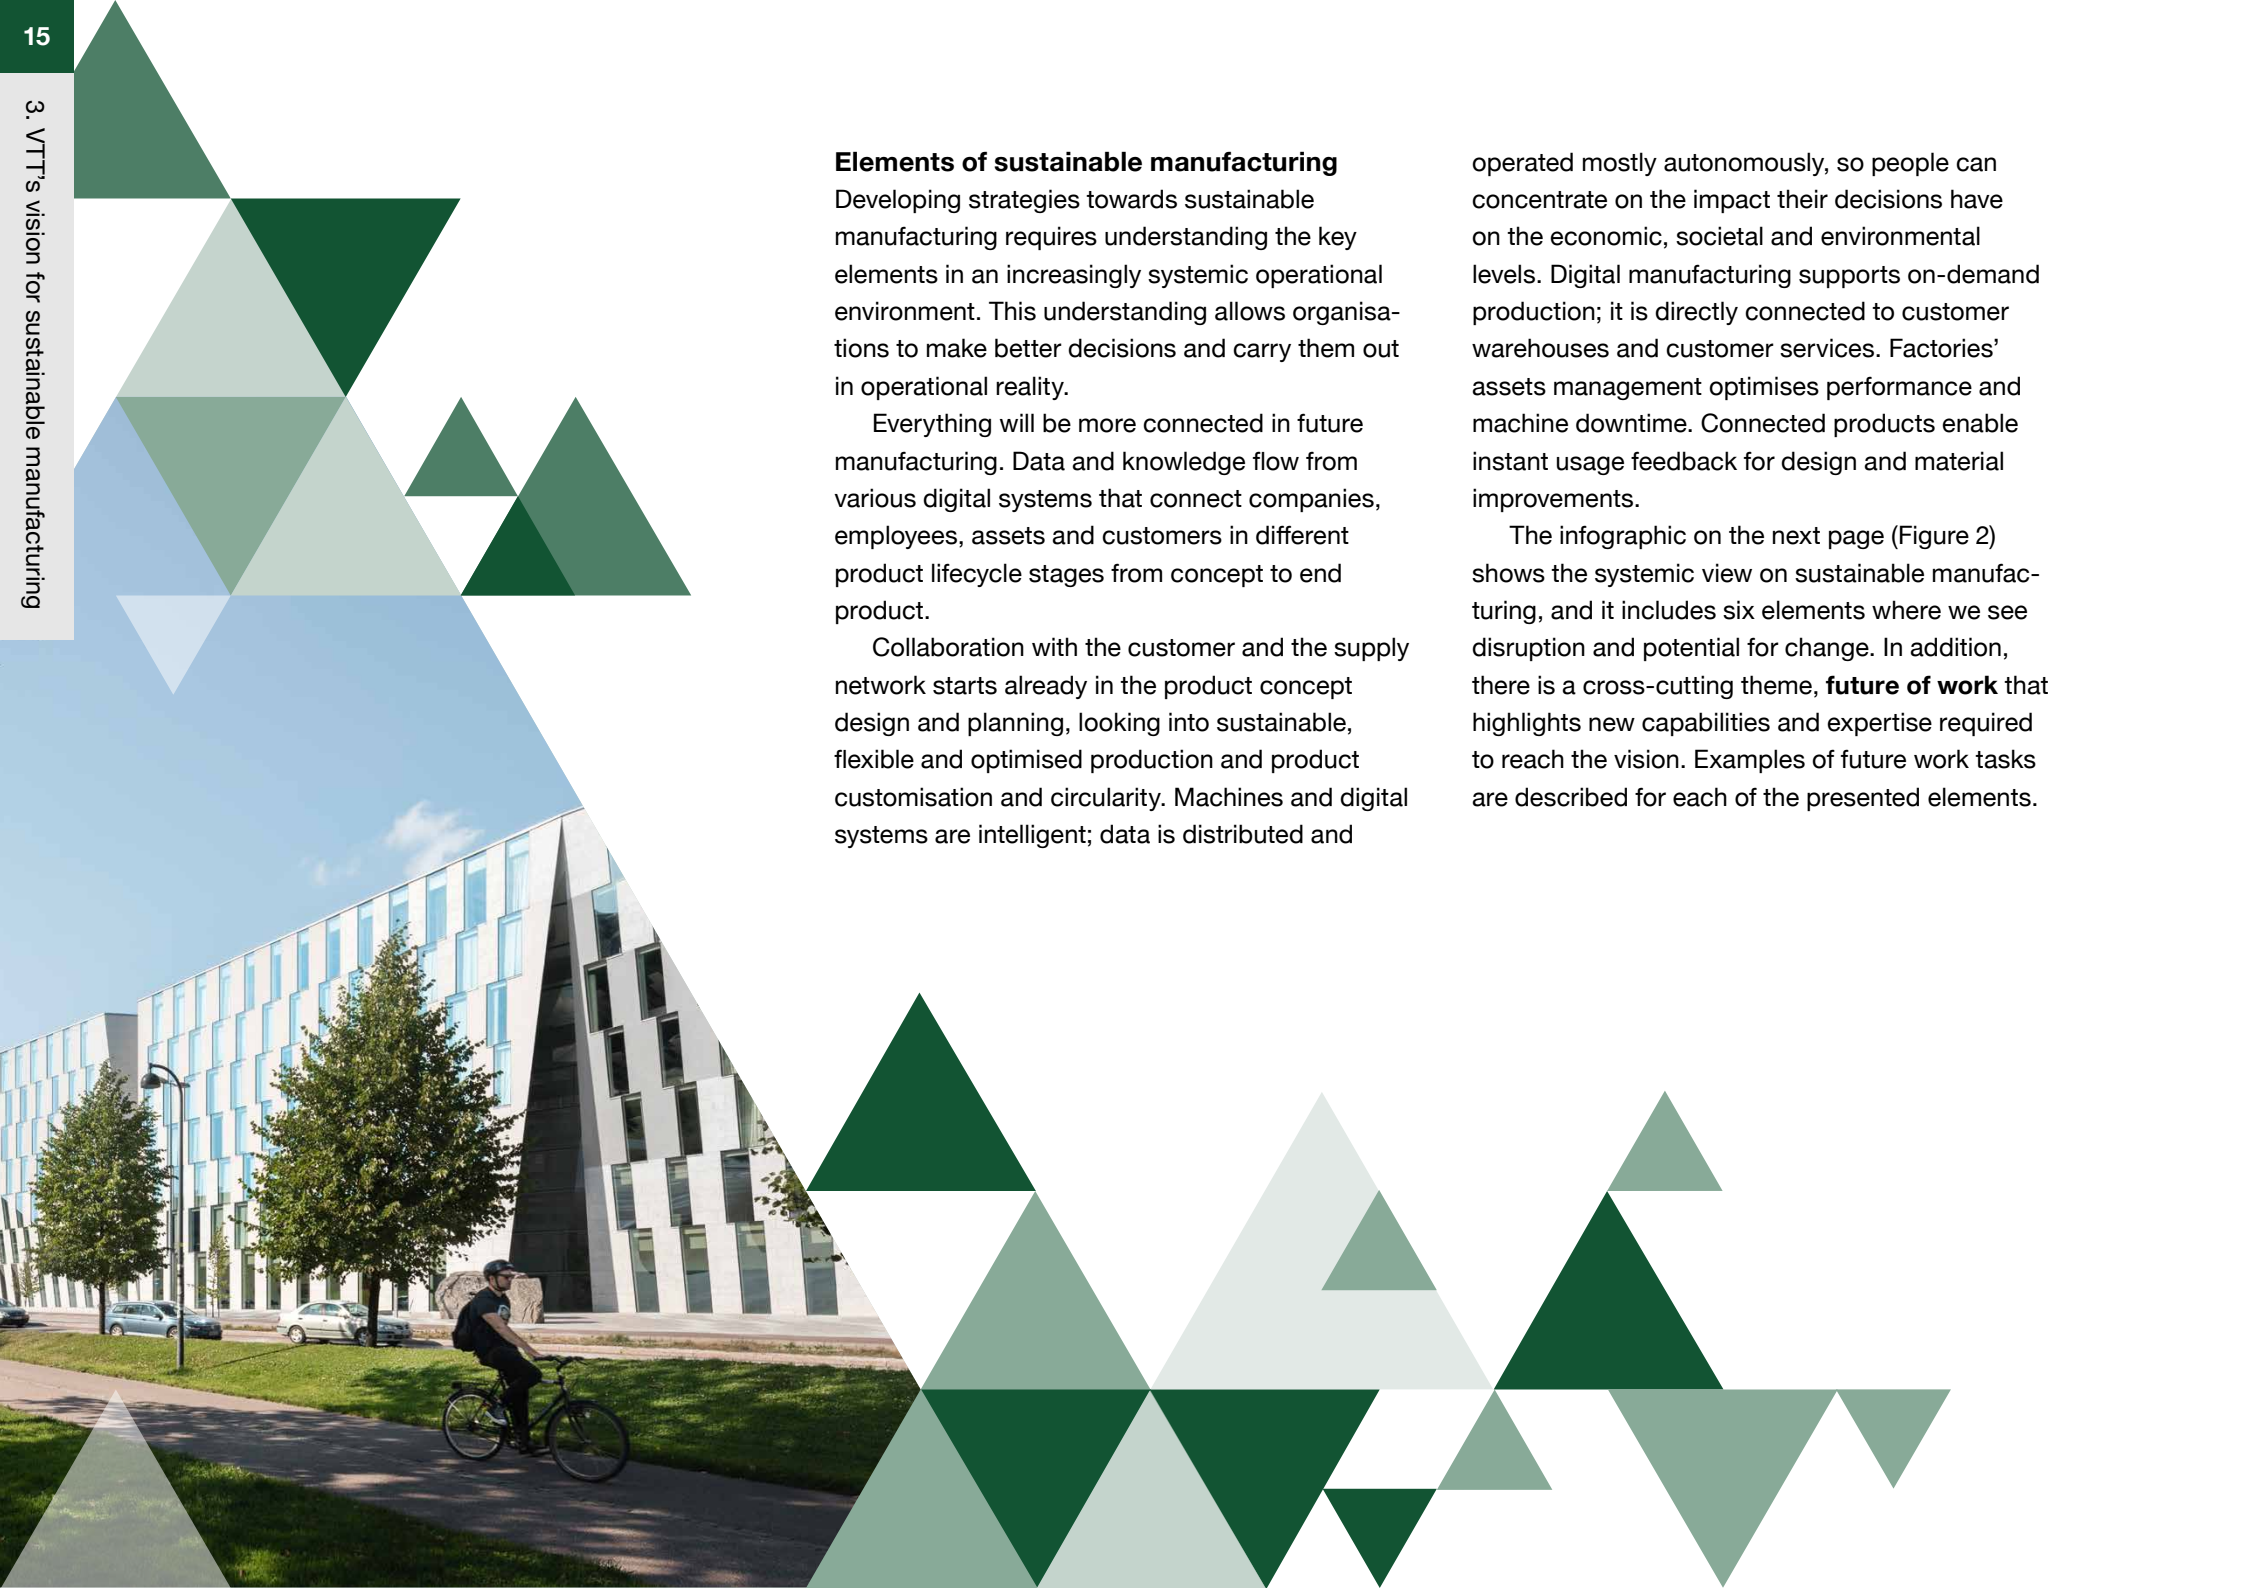 15
3. VTT's vision for sustainable manufacturing
Elements of sustainable manufacturing
Developing strategies towards sustainable
manufacturing requires understanding the key
elements in an increasingly systemic operational
environment. This understanding allows organisa-
tions to make better decisions and carry them out
in operational reality.
Everything will be more connected in future
manufacturing. Data and knowledge flow from
various digital systems that connect companies,
employees, assets and customers in different
product lifecycle stages from concept to end
product.
Collaboration with the customer and the supply
network starts already in the product concept
design and planning, looking into sustainable,
flexible and optimised production and product
customisation and circularity. Machines and digital
systems are intelligent; data is distributed and
operated mostly autonomously, so people can
concentrate on the impact their decisions have
on the economic, societal and environmental
levels. Digital manufacturing supports on-demand
production; it is directly connected to customer
warehouses and customer services. Factories'
assets management optimises performance and
machine downtime. Connected products enable
instant usage feedback for design and material
improvements.
The infographic on the next page (Figure 2)
shows the systemic view on sustainable manufac-
turing, and it includes six elements where we see
disruption and potential for change. In addition,
there is a cross-cutting theme, future of work that
highlights new capabilities and expertise required
to reach the vision. Examples of future work tasks
are described for each of the presented elements.